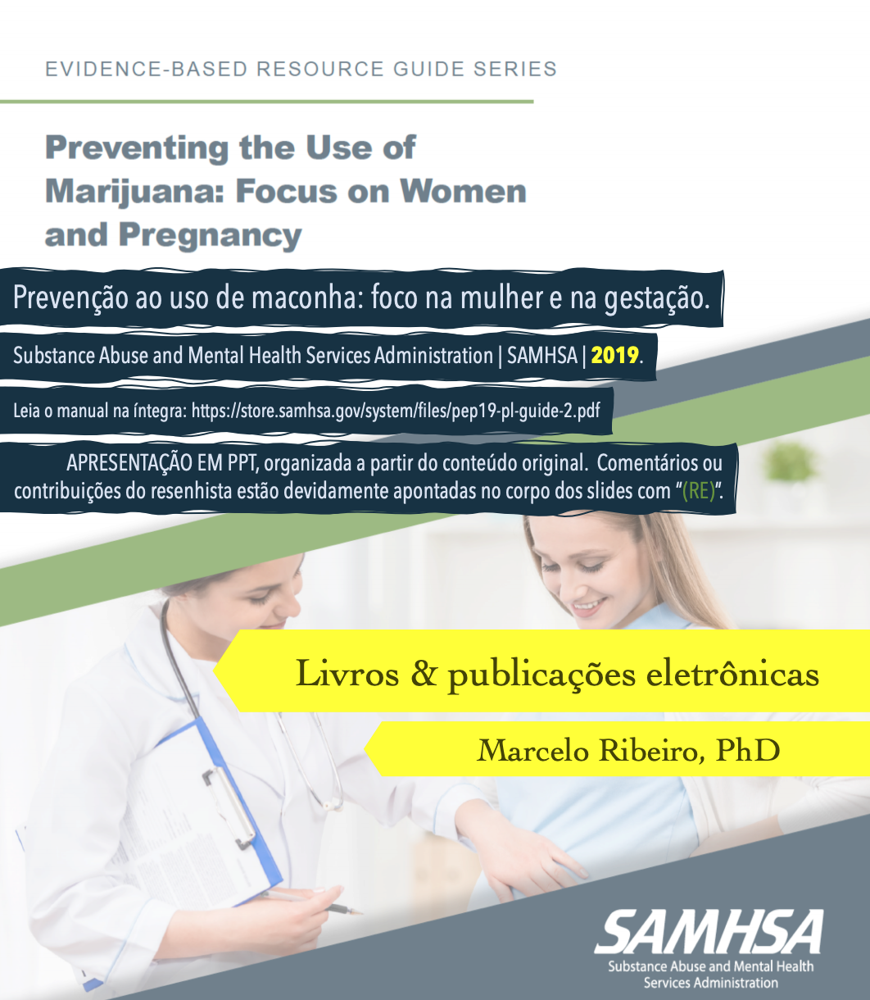 EVIDENCE-BASED RESOURCE GUIDE SERIES
Preventing the Use of
Marijuana: Focus on Women
and Pregnancy
Prevenção ao uso de maconha: foco na mulher e na gestação.
Substance Abuse and Mental Health Services Administration | SAMHSA | 2019.
Leia o manual na íntegra: https://store.samhsa.gov/system/files/pep19-pl-guide-2.pdf
APRESENTAÇÃO EM PPT, organizada a partir do conteúdo original. Comentários ou
contribuições do resenhista estão devidamente apontadas no corpo dos slides com "(RE)".
Livros & publicações eletrônicas
Marcelo Ribeiro, PhD
SAMHSA
Substance Abuse and Mental Health
Services Administration